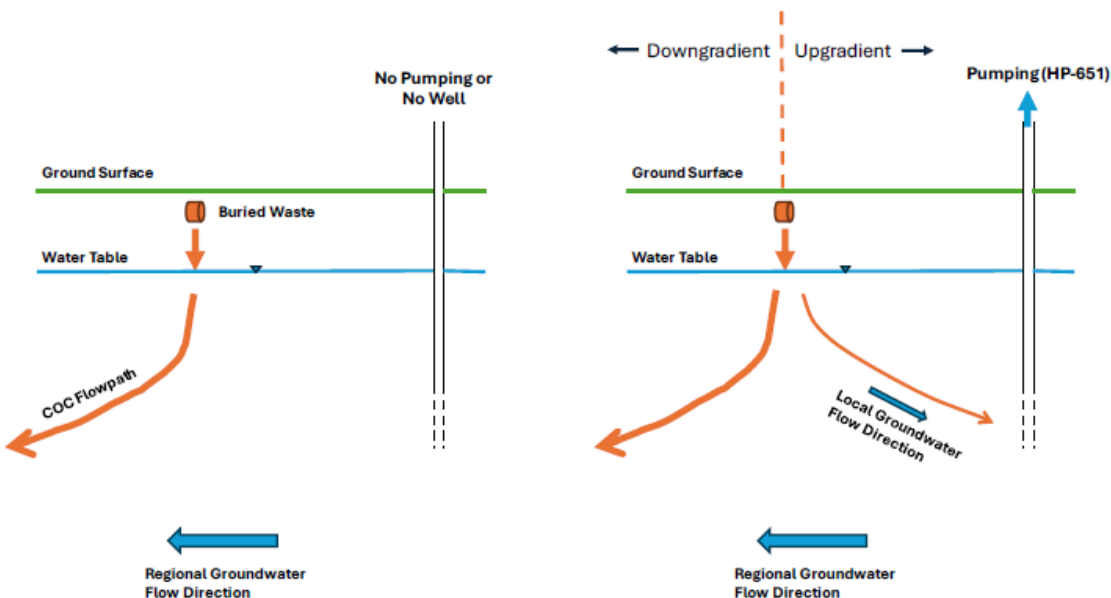 No Pumping or
No Well
Ground Surface
Buried Waste
Water Table
COC Flowpath
Regional Groundwater
Flow Direction
Downgradient
Upgradient
Pumping (HP-651)
Ground Surface
Water Table
Local Groundwater
Flow Direction
Regional Groundwater
Flow Direction